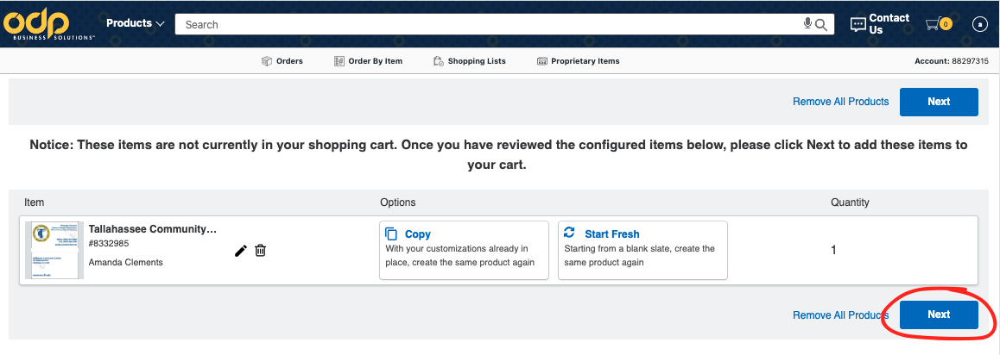 odp
BUSINESS SOLUTIONS™
Products
Search
Contact
Us
0
a
Orders
Order By Item
Shopping Lists
Proprietary Items
Account: 88297315
Remove All Products
Next
Notice: These items are not currently in your shopping cart. Once you have reviewed the configured items below, please click Next to add these items to
your cart.
Item
Options
Quantity
Tallahassee Community...
#8332985
Amanda Clements
Copy
With your customizations already in
place, create the same product again
Start Fresh
Starting from a blank slate, create the
same product again
1
Remove All Products
Next